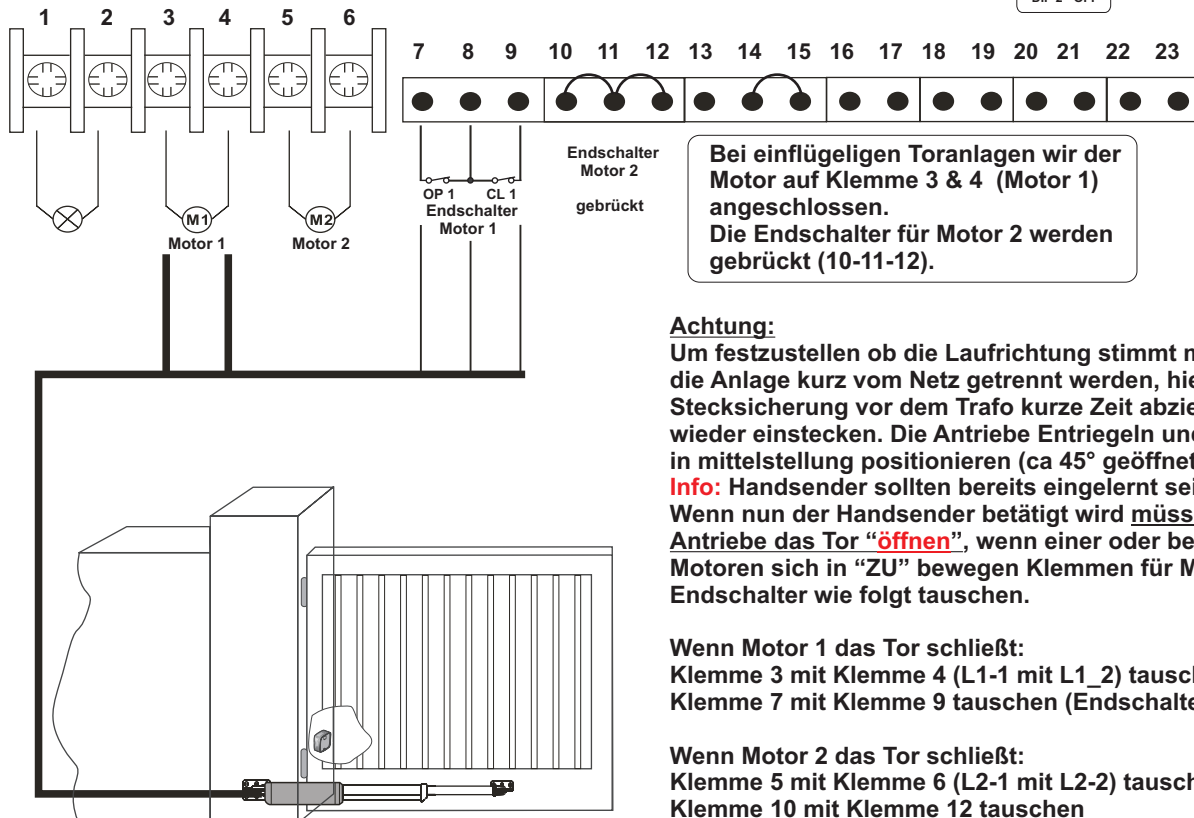 1 2 3 4 5 6
7 8 9 10 11 12 13 14 15 16 17 18 19 20 21 22 23
OP 1 CL 1
Endschalter
Motor 1
M1
Motor 1
M2
Motor 2
Endschalter
Motor 2
gebrückt
Bei einflügeligen Toranlagen wir der
Motor auf Klemme 3 & 4 (Motor 1)
angeschlossen.
Die Endschalter für Motor 2 werden
gebrückt (10-11-12).
Achtung:
Um festzustellen ob die Laufrichtung stimmt
die Anlage kurz vom Netz getrennt werden,
Stecksicherung vor dem Trafo kurze Zeit
wieder einstecken. Die Antriebe Entriegeln
in mittelstellung positionieren (ca 45° geöffnet
Info: Handsender sollten bereits eingelernt
Wenn nun der Handsender betätigt wird
Antriebe das Tor “öffnen”, wenn einer oder
Motoren sich in “ZU” bewegen Klemmen für
Endschalter wie folgt tauschen.
Wenn Motor 1 das Tor schließt:
Klemme 3 mit Klemme 4 (L1-1 mit L1_2)
Klemme 7 mit Klemme 9 tauschen
Wenn Motor 2 das Tor schließt:
Klemme 5 mit Klemme 6 (L2-1 mit L2-2)
Klemme 10 mit Klemme 12 tauschen